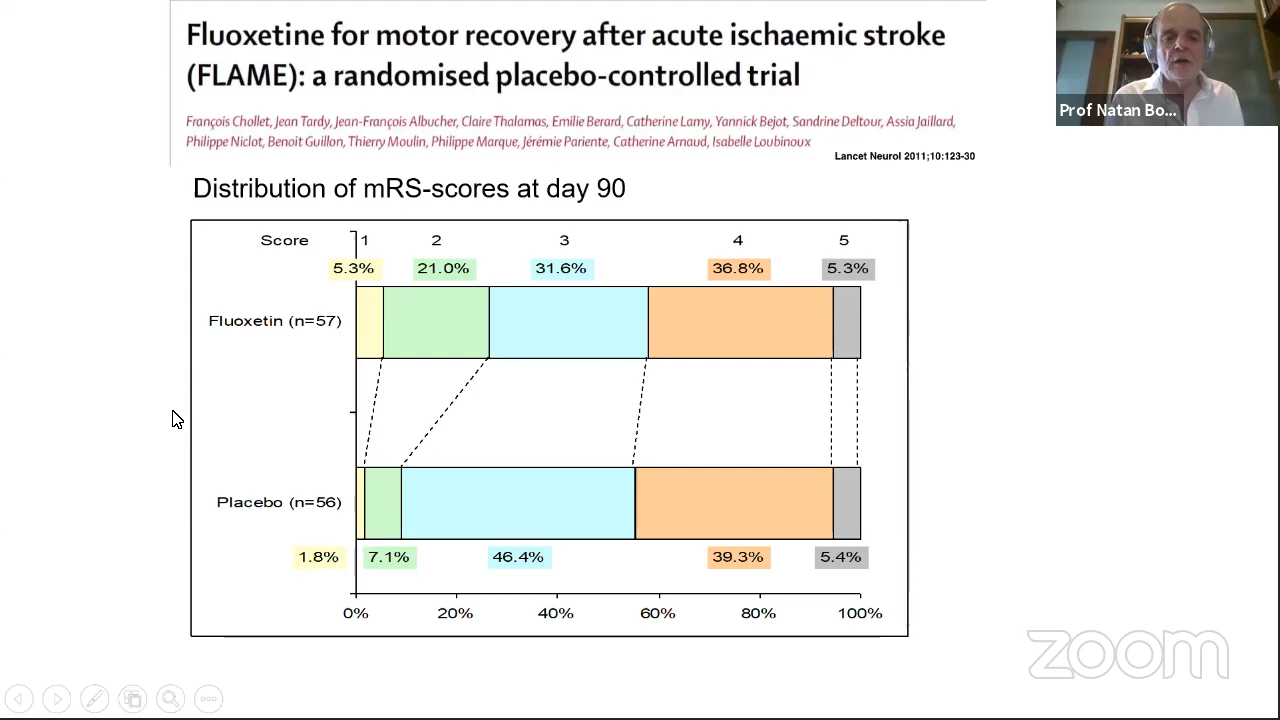 Fluoxetine for motor recovery after acute ischaemic stroke
(FLAME): a randomised placebo-controlled trial
François Chollet, Jean Tardy, Jean-François Albucher, Claire Thalamas, Emilie Berard, Catherine Lamy, Yannick Bejot, Sandrine Deltour, Assia Jaillard,
Philippe Niclot, Benoit Guillon, Thierry Moulin, Philippe Marque, Jérémie Pariente, Catherine Arnaud, Isabelle Loubinoux
Lancet Neurol 2011;10:123-30
Prof Natan Bo...
Distribution of mRS-scores at day 90
Score 1 2 3 4 5
5.3% 21.0% 31.6% 36.8% 5.3%
Fluoxetin (n=57)
Placebo (n=56)
1.8% 7.1% 46.4% 39.3% 5.4%
0% 20% 40% 60% 80% 100%
zoom